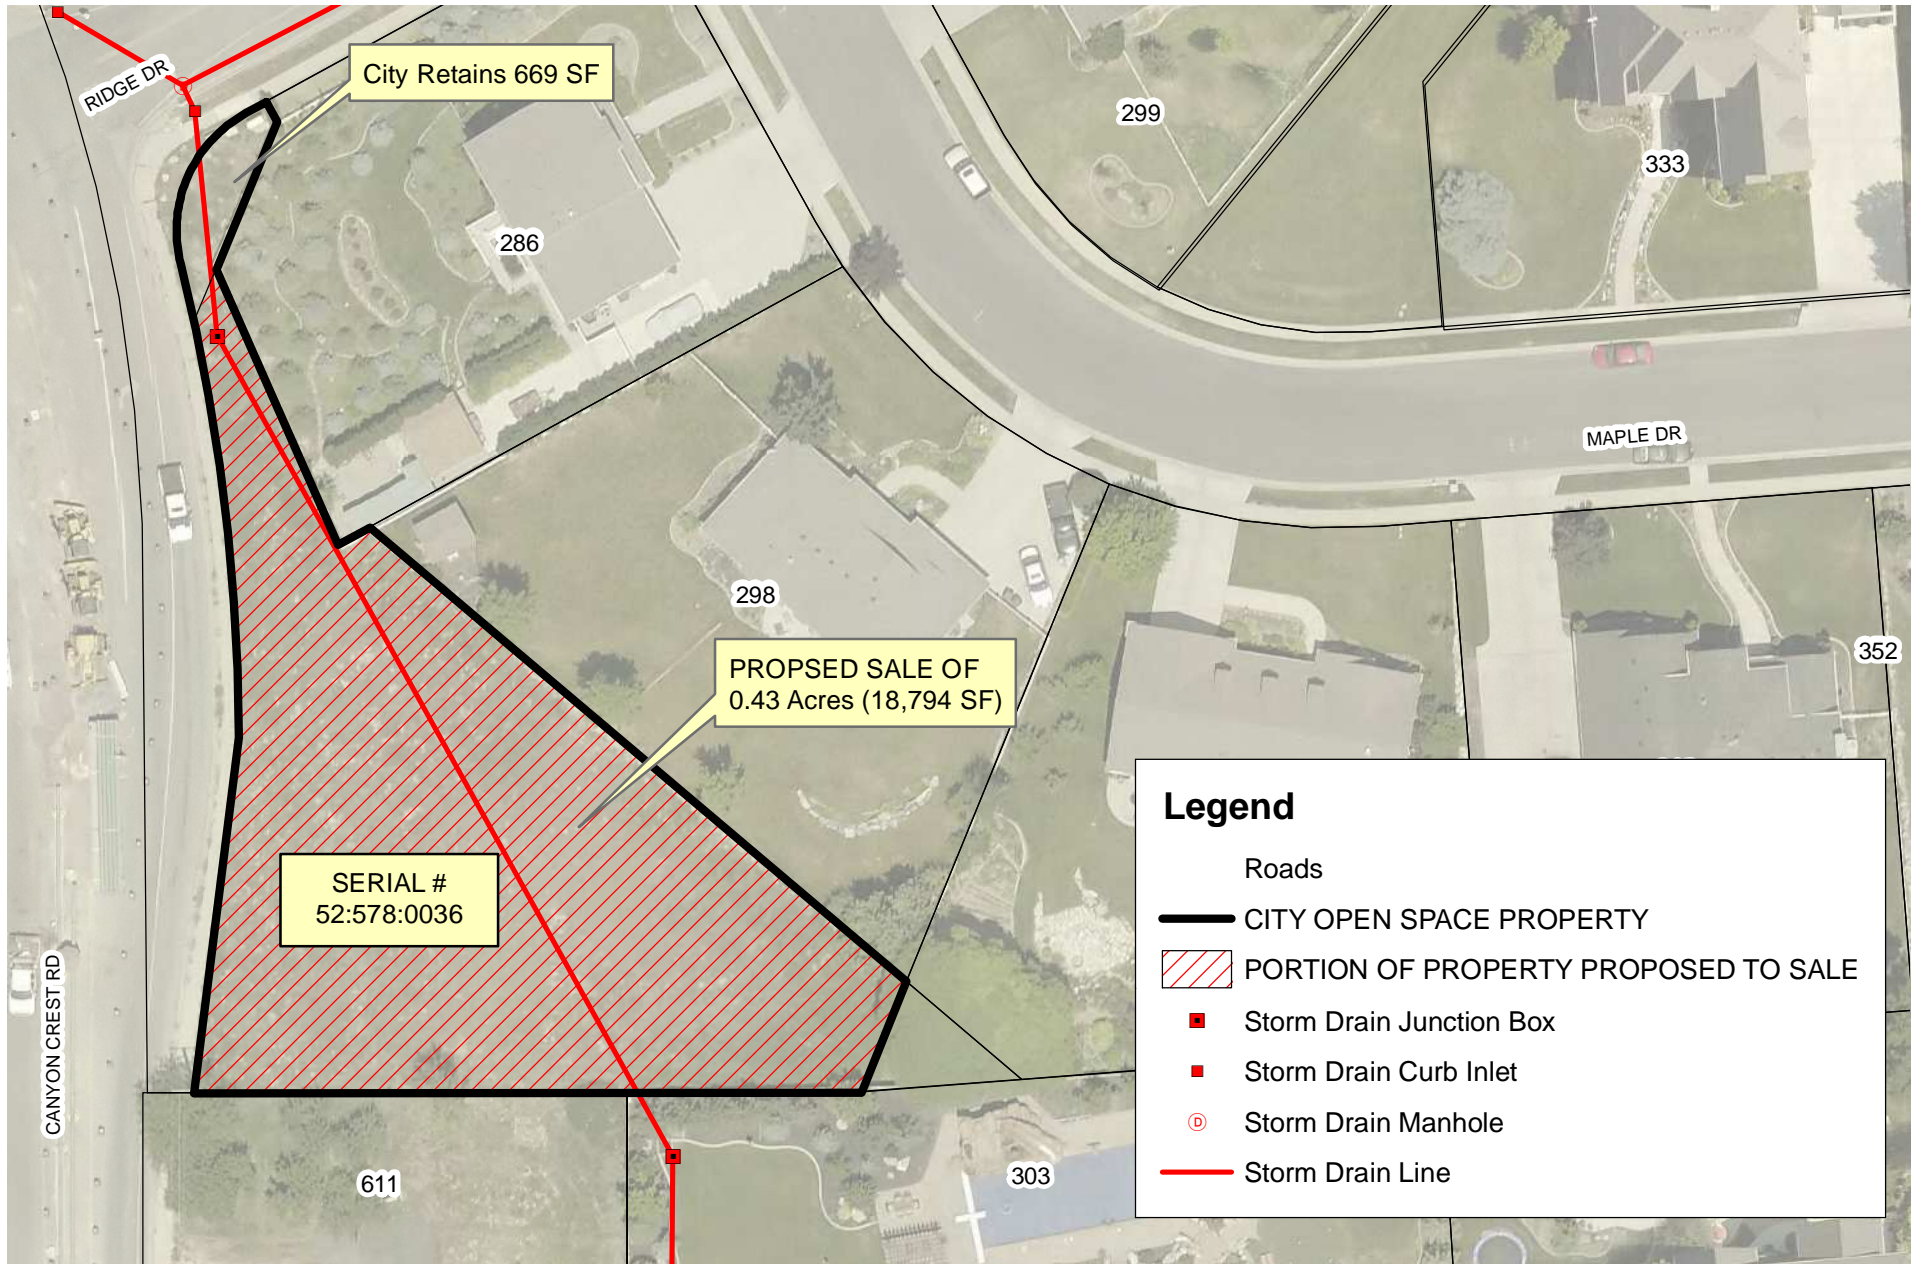 City Retains 669 SF
RIDGE DR
299
333
286
MAPLE DR
298
352
PROPSED SALE OF
0.43 Acres (18,794 SF)
SERIAL #
52:578:0036
CANYON CREST RD
611
303
Legend
Roads
CITY OPEN SPACE PROPERTY
PORTION OF PROPERTY PROPOSED TO SALE
Storm Drain Junction Box
Storm Drain Curb Inlet
D
Storm Drain Manhole
Storm Drain Line